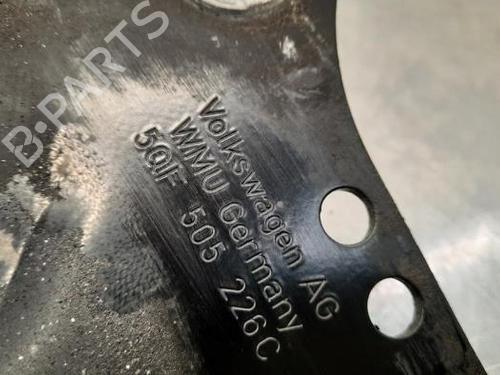 B-PARTS
Volkswagen AG
WMU Germany
5QF 505 226C